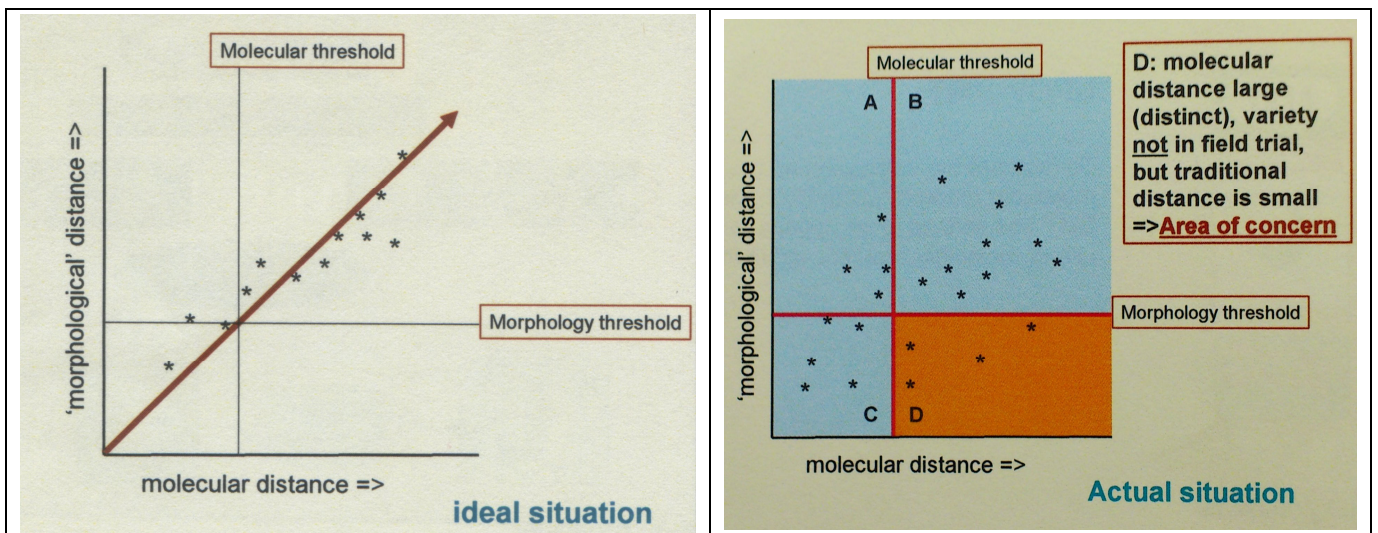 Molecular threshold
'morphological' distance =>
Morphology threshold
molecular distance =>
ideal situation
Molecular threshold
A
B
'morphological' distance =>
D: molecular
distance large
(distinct), variety
not in field trial,
but traditional
distance is small
=>Area of concern
Morphology threshold
C
D
molecular distance =>
Actual situation